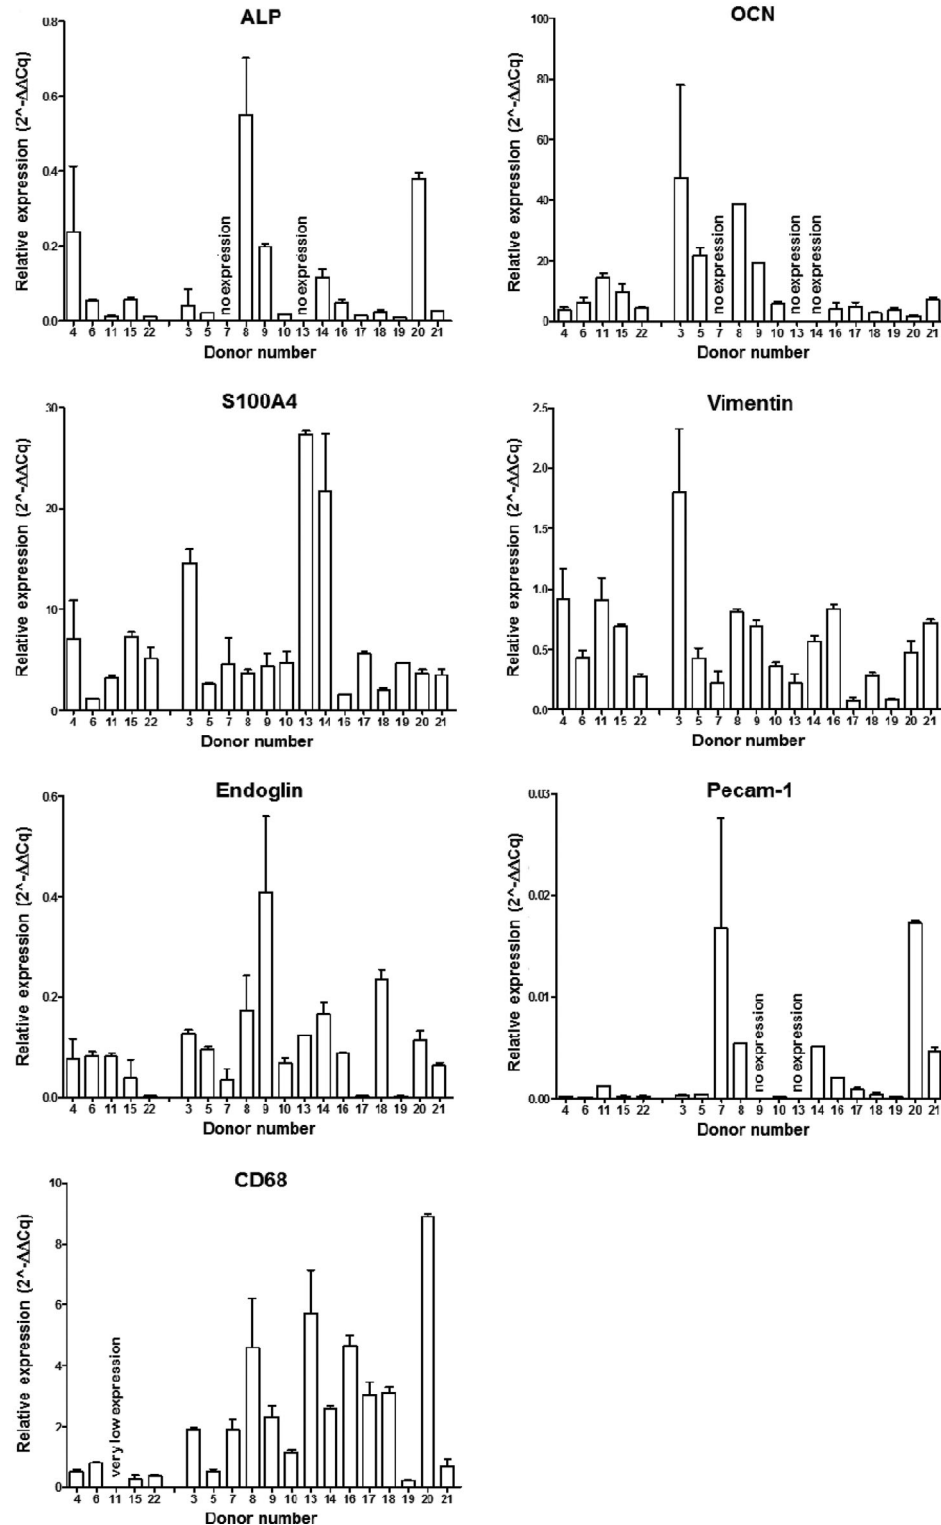 ALP
Relative expression (2^-ΔΔCq)
0.8
0.6
0.4
0.2
0.0
no expression
no expression
4 6 11 15 22 3 5 7 8 9 10 13 14 16 17 18 19 20 21
Donor number
OCN
Relative expression (2^-ΔΔCq)
100
80
60
40
20
0
no expression
no expression
no expression
4 6 11 15 22 3 5 7 8 9 10 13 14 16 17 18 19 20 21
Donor number
S100A4
Relative expression (2^-ΔΔCq)
30
20
10
0
4 6 11 15 22 3 5 7 8 9 10 13 14 16 17 18 19 20 21
Donor number
Vimentin
Relative expression (2^-ΔΔCq)
2.5
2.0
1.5
1.0
0.5
0.0
4 6 11 15 22 3 5 7 8 9 10 13 14 16 17 18 19 20 21
Donor number
Endoglin
Relative expression (2^-ΔΔCq)
0.6
0.4
0.2
0.0
4 6 11 15 22 3 5 7 8 9 10 13 14 16 17 18 19 20 21
Donor number
Pecam-1
Relative expression (2^-ΔΔCq)
0.03
0.02
0.01
0.00
no expression
no expression
4 6 11 15 22 3 5 7 8 9 10 13 14 16 17 18 19 20 21
Donor number
CD68
Relative expression (2^-ΔΔCq)
10
8
6
4
2
0
very low expression
4 6 11 15 22 3 5 7 8 9 10 13 14 16 17 18 19 20 21
Donor number